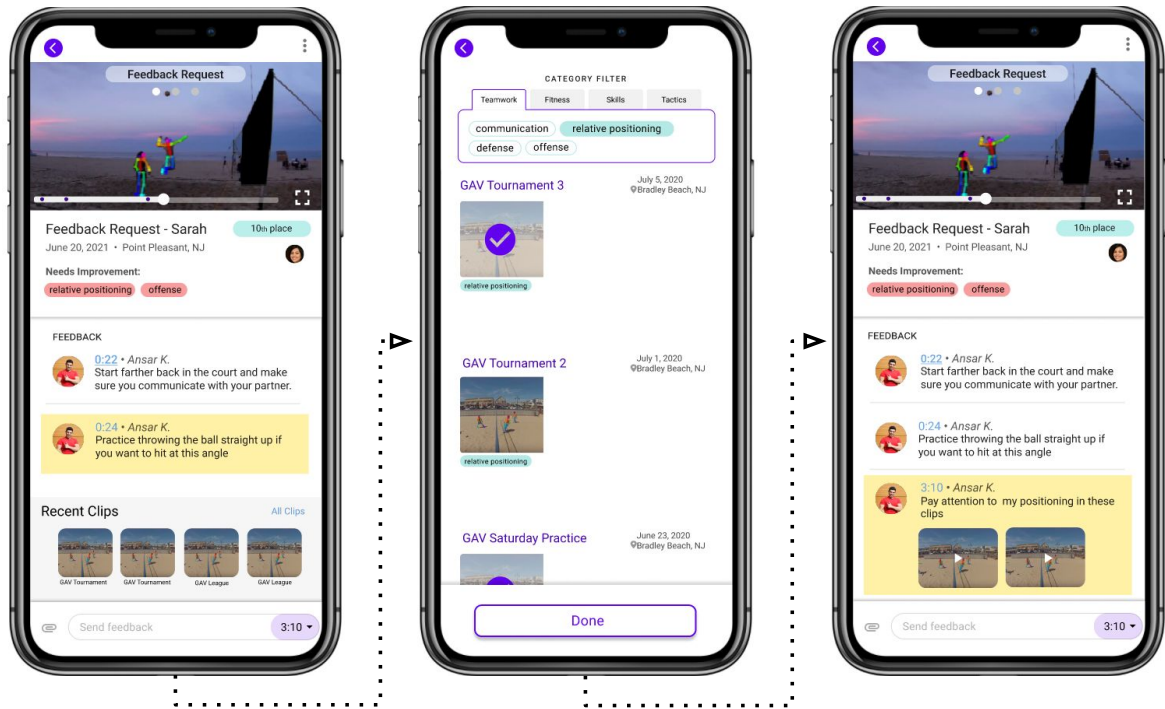 Feedback Request
Feedback Request - Sarah
10th place
June 20, 2021 • Point Pleasant, NJ
Needs Improvement:
relative positioning
offense
FEEDBACK
0:22 • Ansar K.
Start farther back in the court and make
sure you communicate with your partner.
0:24 • Ansar K.
Practice throwing the ball straight up if
you want to hit at this angle
Recent Clips
All Clips
GAV Tournament
GAV Tournament
GAV League
GAV League
Send feedback
3:10
CATEGORY FILTER
Teamwork
Fitness
Skills
Tactics
communication
relative positioning
defense
offense
GAV Tournament 3
July 5, 2020
Bradley Beach, NJ
relative positioning
GAV Tournament 2
July 1, 2020
Bradley Beach, NJ
relative positioning
GAV Saturday Practice
June 23, 2020
Bradley Beach, NJ
Done
Feedback Request
Feedback Request - Sarah
10th place
June 20, 2021 • Point Pleasant, NJ
Needs Improvement:
relative positioning
offense
FEEDBACK
0:22 • Ansar K.
Start farther back in the court and make
sure you communicate with your partner.
0:24 • Ansar K.
Practice throwing the ball straight up if
you want to hit at this angle
3:10 • Ansar K.
Pay attention to my positioning in these
clips
Send feedback
3:10